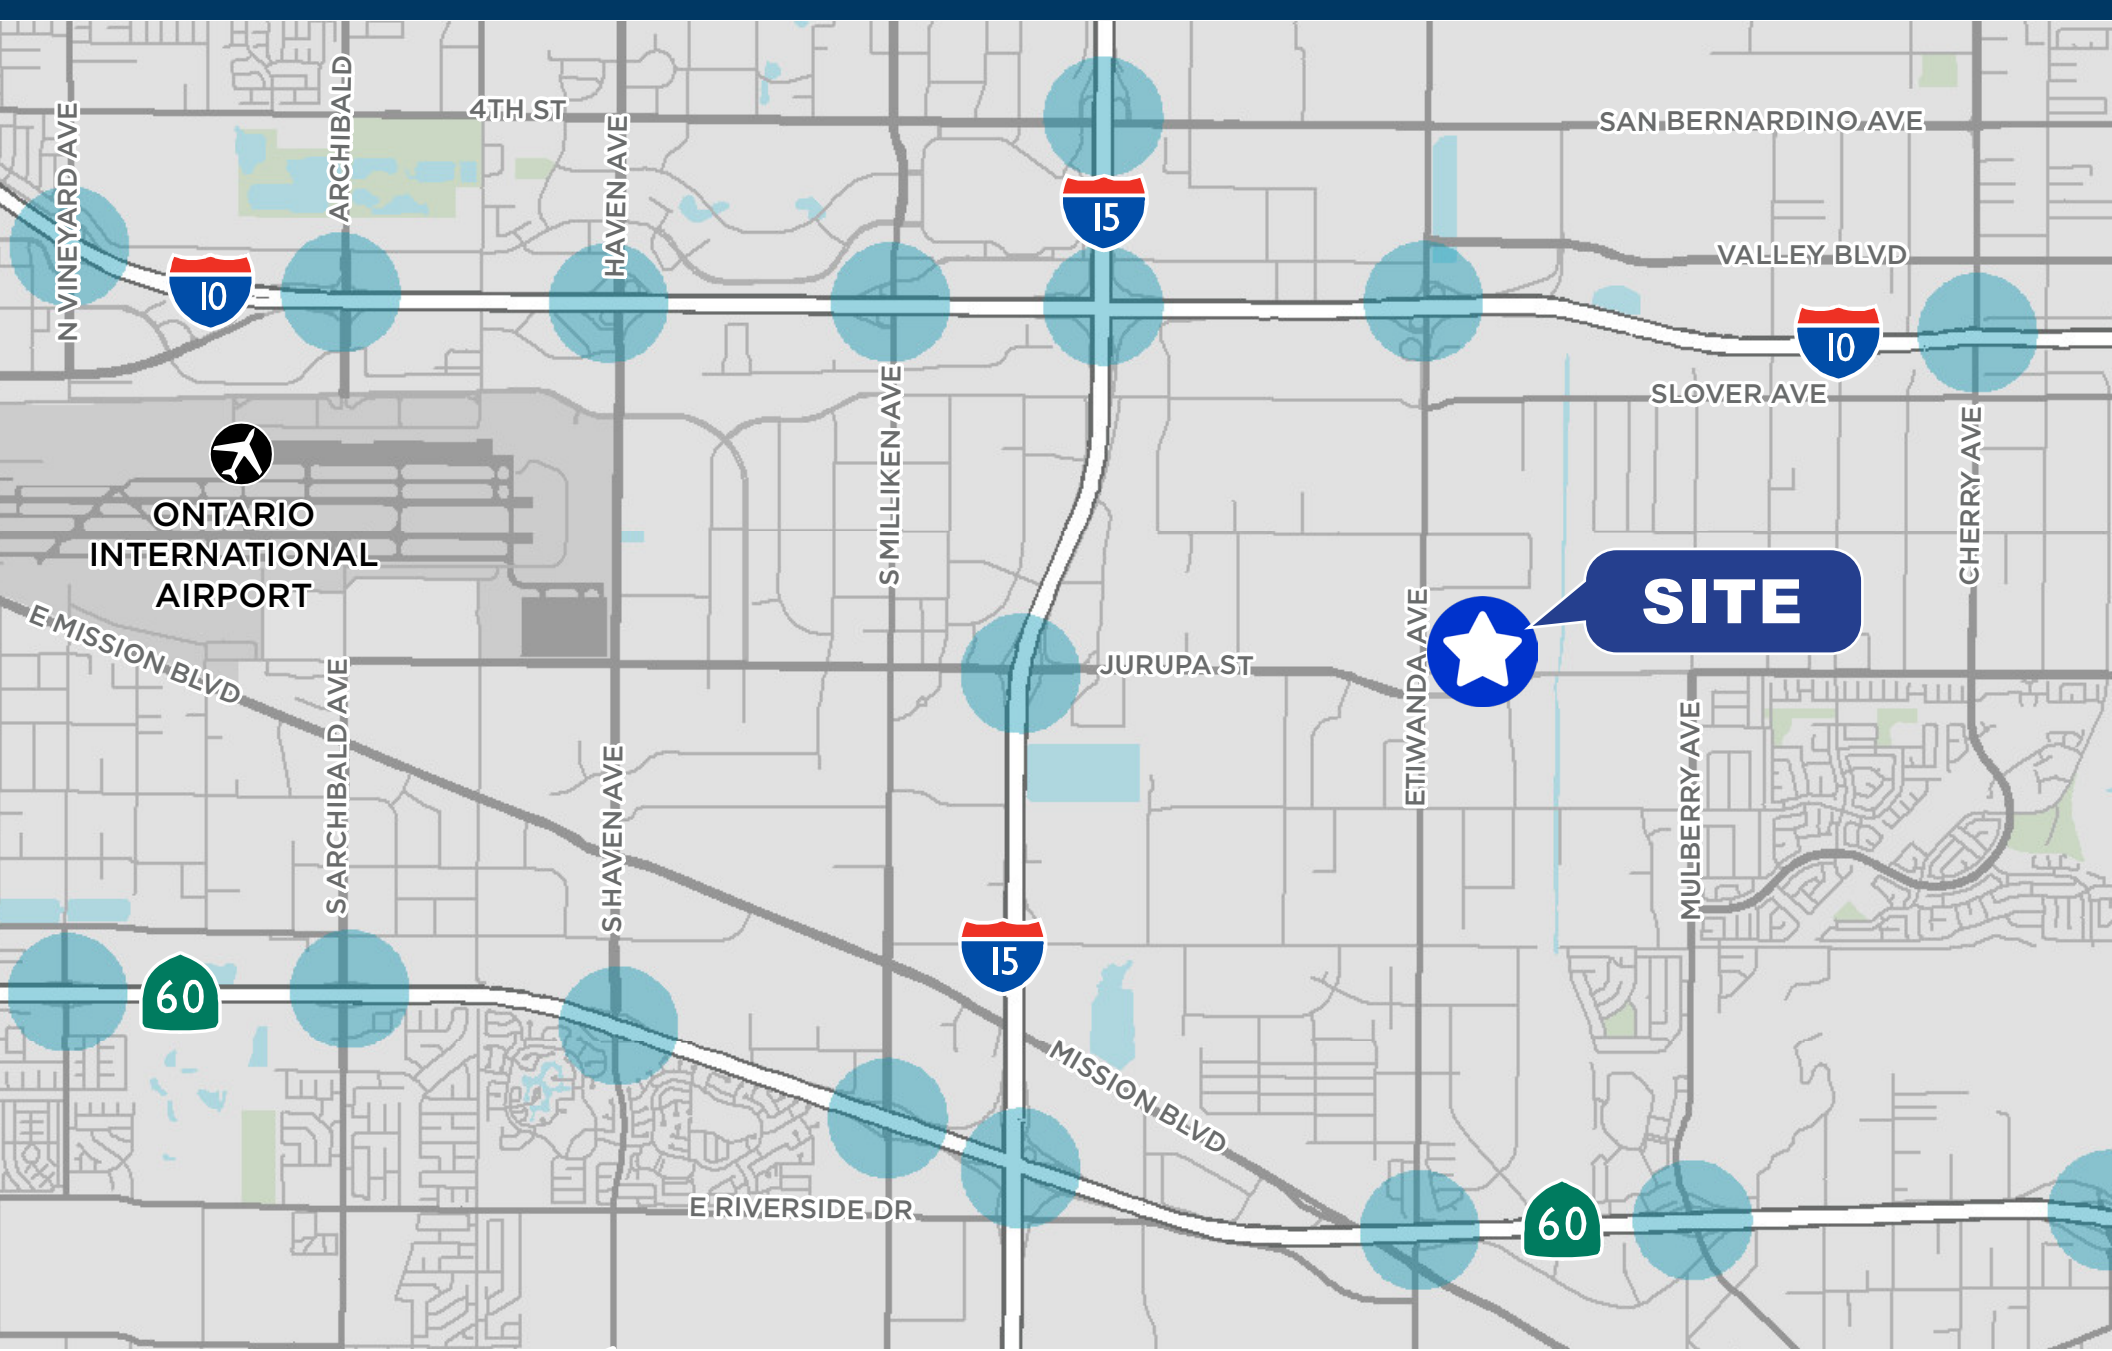 4TH ST
SAN BERNARDINO AVE
N VINEYARD AVE
ARCHIBALD
HAVEN AVE
15
VALLEY BLVD
10
10
SLOVER AVE
S MILLIKEN AVE
CHERRY AVE
ONTARIO
INTERNATIONAL
AIRPORT
SITE
E MISSION BLVD
JURUPA ST
ETIWANDA AVE
S ARCHIBALD AVE
S HAVEN AVE
MULBERRY AVE
15
60
MISSION BLVD
E RIVERSIDE DR
60